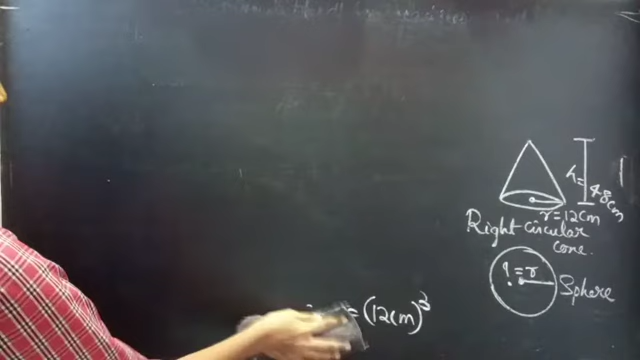 h=
48cm
r=12cm
Right circular
cone.
?=r
Sphere
=(12cm)³